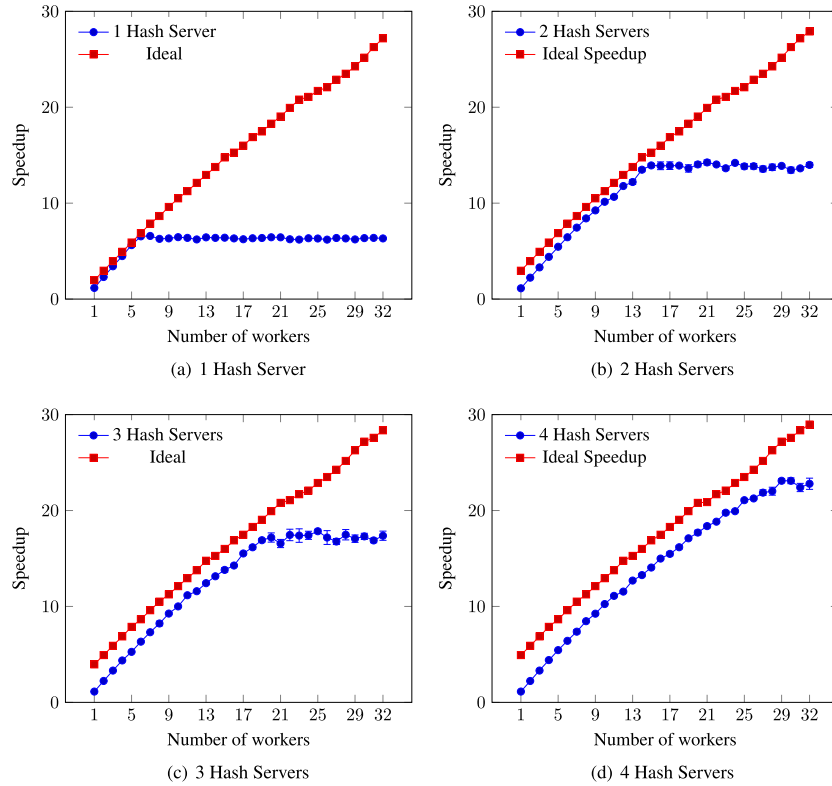 30
20
10
0
1 5 9 13 17 21 25 29 32
Speedup
Number of workers
1 Hash Server
Ideal
(a) 1 Hash Server
30
20
10
0
1 5 9 13 17 21 25 29 32
Speedup
Number of workers
2 Hash Servers
Ideal Speedup
(b) 2 Hash Servers
30
20
10
0
1 5 9 13 17 21 25 29 32
Speedup
Number of workers
3 Hash Servers
Ideal
(c) 3 Hash Servers
30
20
10
0
1 5 9 13 17 21 25 29 32
Speedup
Number of workers
4 Hash Servers
Ideal Speedup
(d) 4 Hash Servers